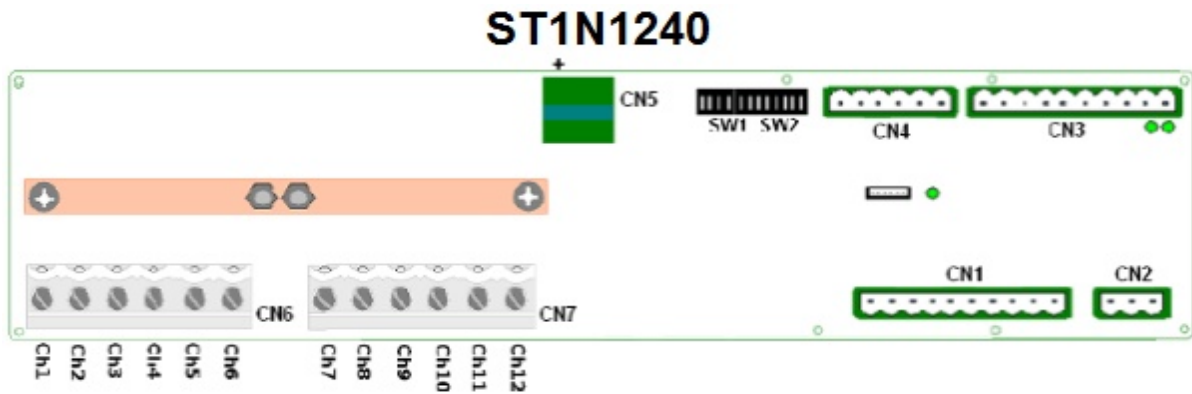 ST1N1240
+
CN5
SW1 SW2
CN4
CN3
CN1
CN2
CN6
CN7
Ch1 Ch2 Ch3 Ch4 Ch5 Ch6 Ch7 Ch8 Ch9 Ch10 Ch11 Ch12